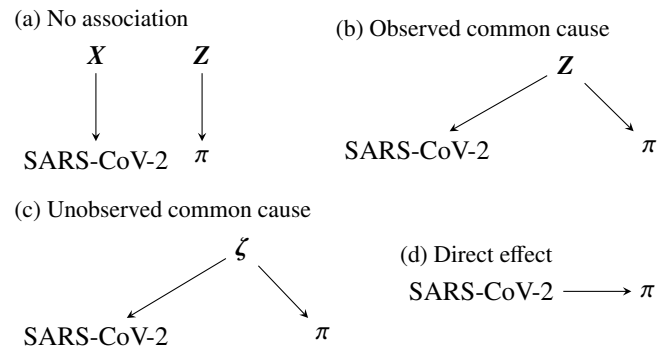 (a) No association
X Z
SARS-CoV-2 π
(b) Observed common cause
Z
SARS-CoV-2 π
(c) Unobserved common cause
ζ
SARS-CoV-2 π
(d) Direct effect
SARS-CoV-2 π